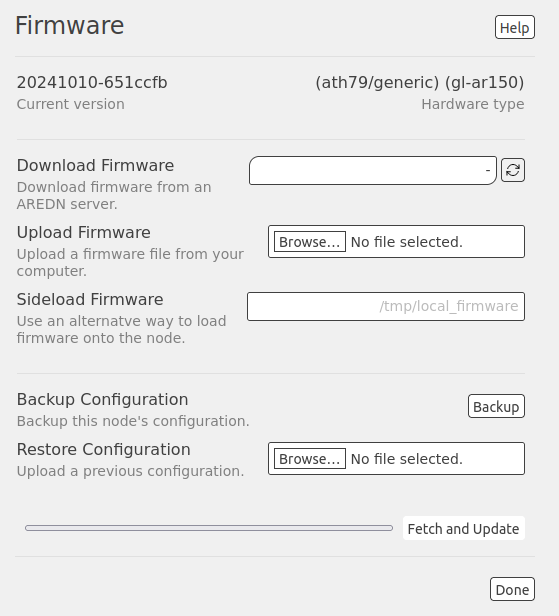 Firmware
Help
20241010-651ccfb
(ath79/generic) (gl-ar150)
Current version
Hardware type
Download Firmware
-
Download firmware from an
AREDN server.
Upload Firmware
Browse... No file selected.
Upload a firmware file from your
computer.
Sideload Firmware
/tmp/local_firmware
Use an alternatve way to load
firmware onto the node.
Backup Configuration
Backup
Backup this node's configuration.
Restore Configuration
Browse... No file selected.
Upload a previous configuration.
Fetch and Update
Done